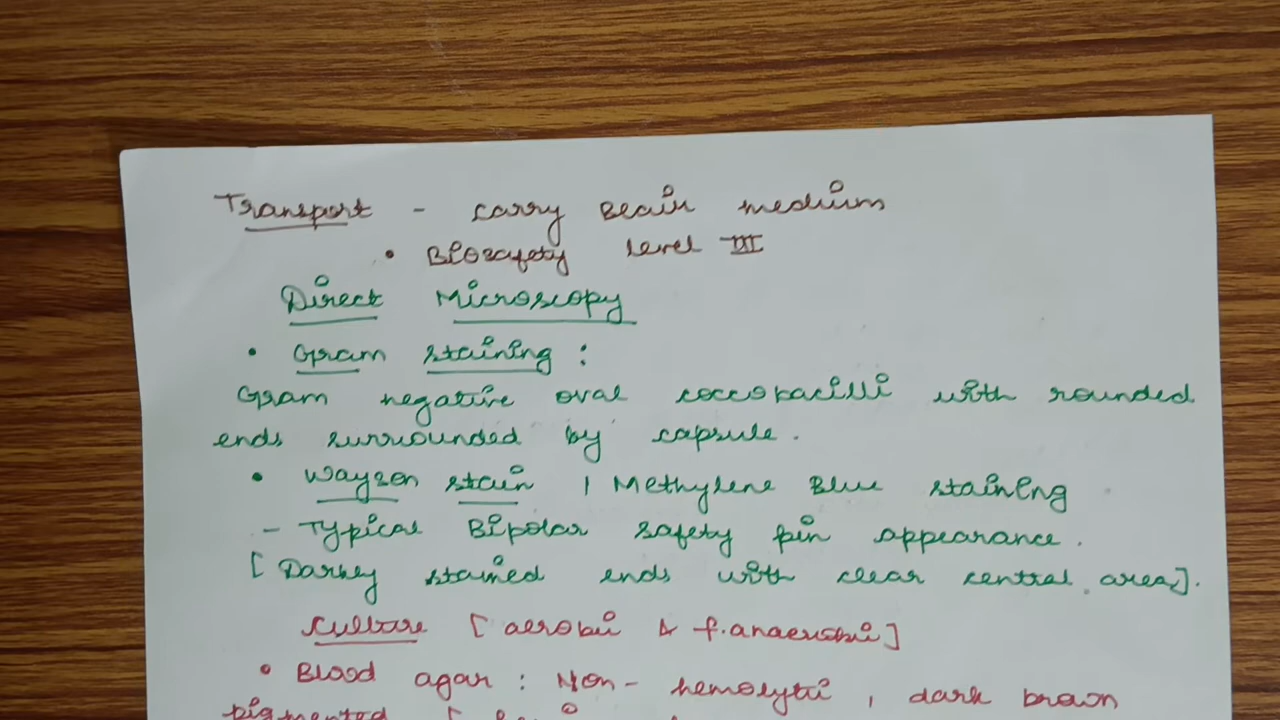 Transport - Carry Blair medium
• Biosafety level III
Direct Microscopy
• Gram staining :
Gram negative oval coccobacilli with rounded
ends surrounded by capsule.
• Wayson stain / Methylene Blue staining
- Typical Bipolar safety pin appearance.
[Darkly stained ends with clear central area].
Culture [aerobic & f.anaerobic]
• Blood agar : Non-hemolytic, dark brown
pigmented [